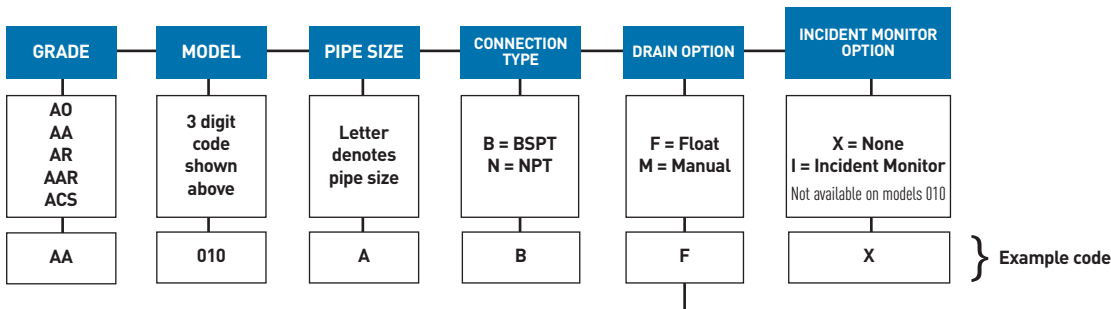 GRADE
MODEL
PIPE SIZE
CONNECTION
TYPE
DRAIN OPTION
INCIDENT MONITOR
OPTION
AO
AA
AR
AAR
ACS
3 digit
code
shown
above
Letter
denotes
pipe size
B = BSPT
N = NPT
F = Float
M = Manual
X = None
I = Incident Monitor
Not available on models 010
AA
010
A
B
F
X
} Example code